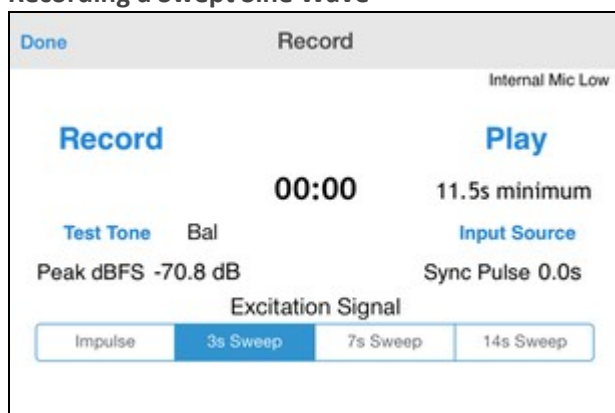 Recording a Swept Sine Wave
Done Record
Internal Mic Low
Record Play
00:00 11.5s minimum
Test Tone Bal Input Source
Peak dBFS -70.8 dB Sync Pulse 0.0s
Excitation Signal
Impulse 3s Sweep 7s Sweep 14s Sweep